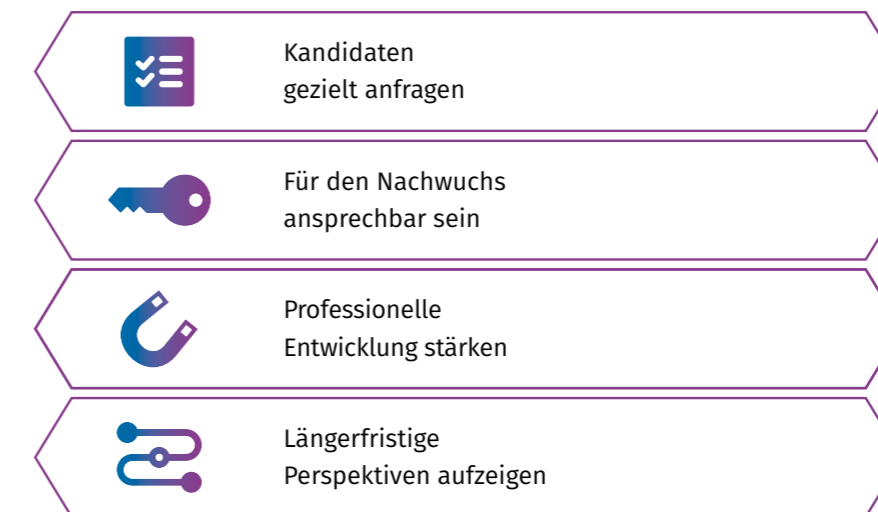 Kandidaten
gezielt anfragen
Für den Nachwuchs
ansprechbar sein
Professionelle
Entwicklung stärken
Längerfristige
Perspektiven aufzeigen